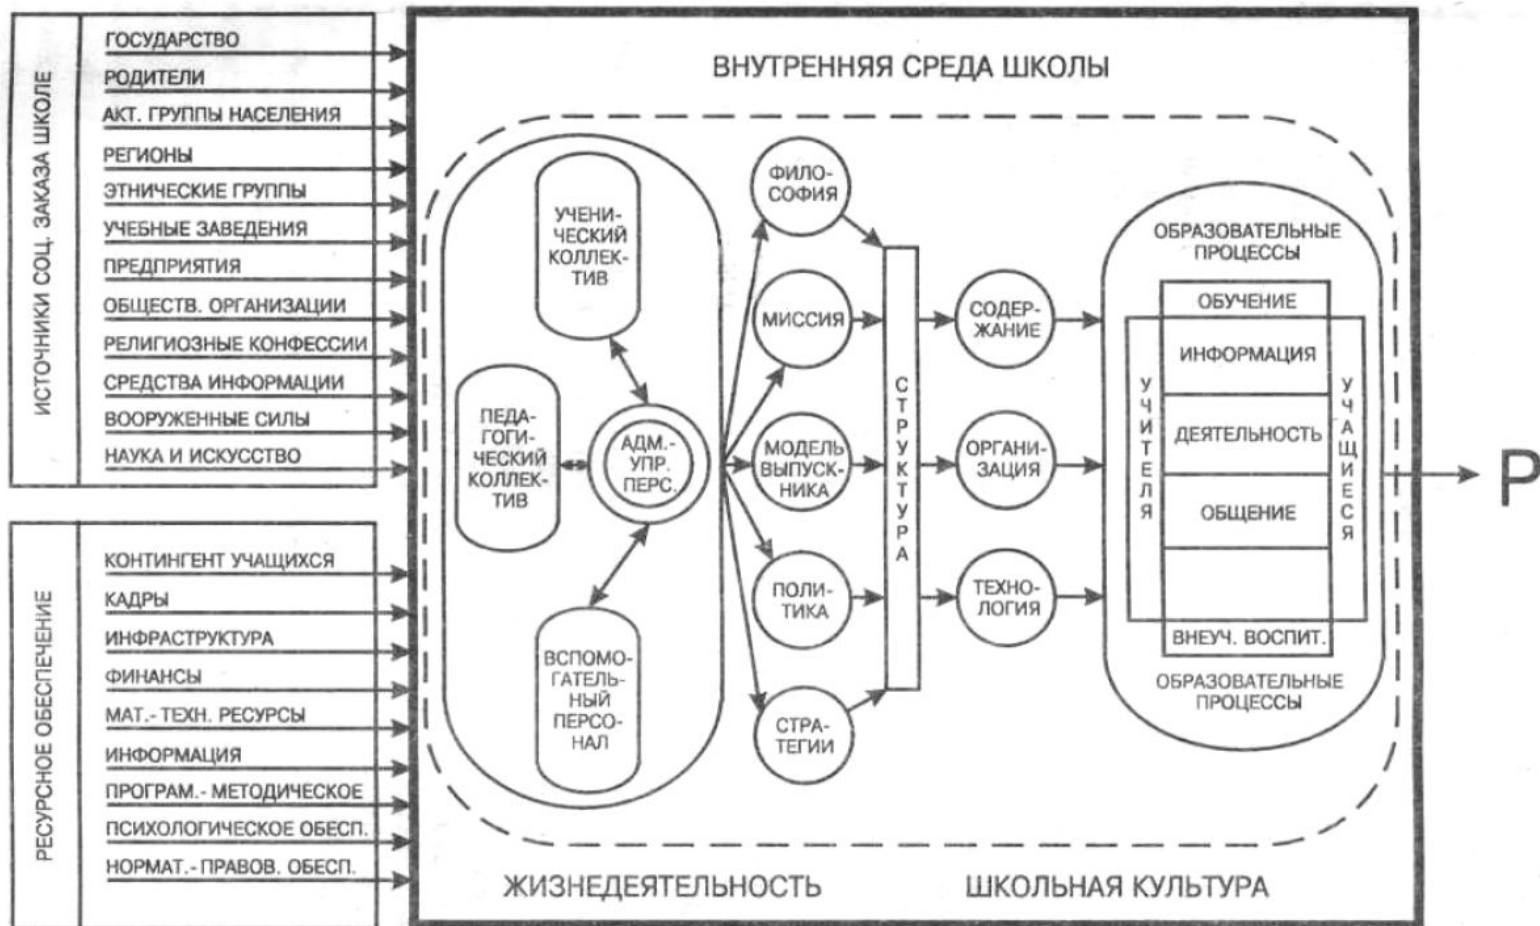 ИСТОЧНИКИ СОЦ. ЗАКАЗА ШКОЛЕ
ГОСУДАРСТВО
РОДИТЕЛИ
АКТ. ГРУППЫ НАСЕЛЕНИЯ
РЕГИОНЫ
ЭТНИЧЕСКИЕ ГРУППЫ
УЧЕБНЫЕ ЗАВЕДЕНИЯ
ПРЕДПРИЯТИЯ
ОБЩЕСТВ. ОРГАНИЗАЦИИ
РЕЛИГИОЗНЫЕ КОНФЕССИИ
СРЕДСТВА ИНФОРМАЦИИ
ВООРУЖЕННЫЕ СИЛЫ
НАУКА И ИСКУССТВО
РЕСУРСНОЕ ОБЕСПЕЧЕНИЕ
КОНТИНГЕНТ УЧАЩИХСЯ
КАДРЫ
ИНФРАСТРУКТУРА
ФИНАНСЫ
МАТ.- ТЕХН. РЕСУРСЫ
ИНФОРМАЦИЯ
ПРОГРАМ.- МЕТОДИЧЕСКОЕ
ПСИХОЛОГИЧЕСКОЕ ОБЕСП.
НОРМАТ.- ПРАВОВ. ОБЕСП.
ВНУТРЕННЯЯ СРЕДА ШКОЛЫ
УЧЕНИ-
ЧЕСКИЙ
КОЛЛЕК-
ТИВ
ПЕДА-
ГОГИ-
ЧЕСКИЙ
КОЛЛЕК-
ТИВ
АДМ.-
УПР.
ПЕРС.
ВСПОМО-
ГАТЕЛЬ-
НЫЙ
ПЕРСО-
НАЛ
ФИЛО-
СОФИЯ
МИССИЯ
МОДЕЛЬ
ВЫПУСК-
НИКА
ПОЛИ-
ТИКА
СТРА-
ТЕГИИ
СТРУКТУРА
СОДЕР-
ЖАНИЕ
ОРГАНИ-
ЗАЦИЯ
ТЕХНО-
ЛОГИЯ
ОБРАЗОВАТЕЛЬНЫЕ
ПРОЦЕССЫ
ОБУЧЕНИЕ
УЧИТЕЛЯ
ИНФОРМАЦИЯ
ДЕЯТЕЛЬНОСТЬ
ОБЩЕНИЕ
УЧАЩИЕСЯ
ВНЕУЧ. ВОСПИТ.
ОБРАЗОВАТЕЛЬНЫЕ
ПРОЦЕССЫ
Р
ЖИЗНЕДЕЯТЕЛЬНОСТЬ
ШКОЛЬНАЯ КУЛЬТУРА